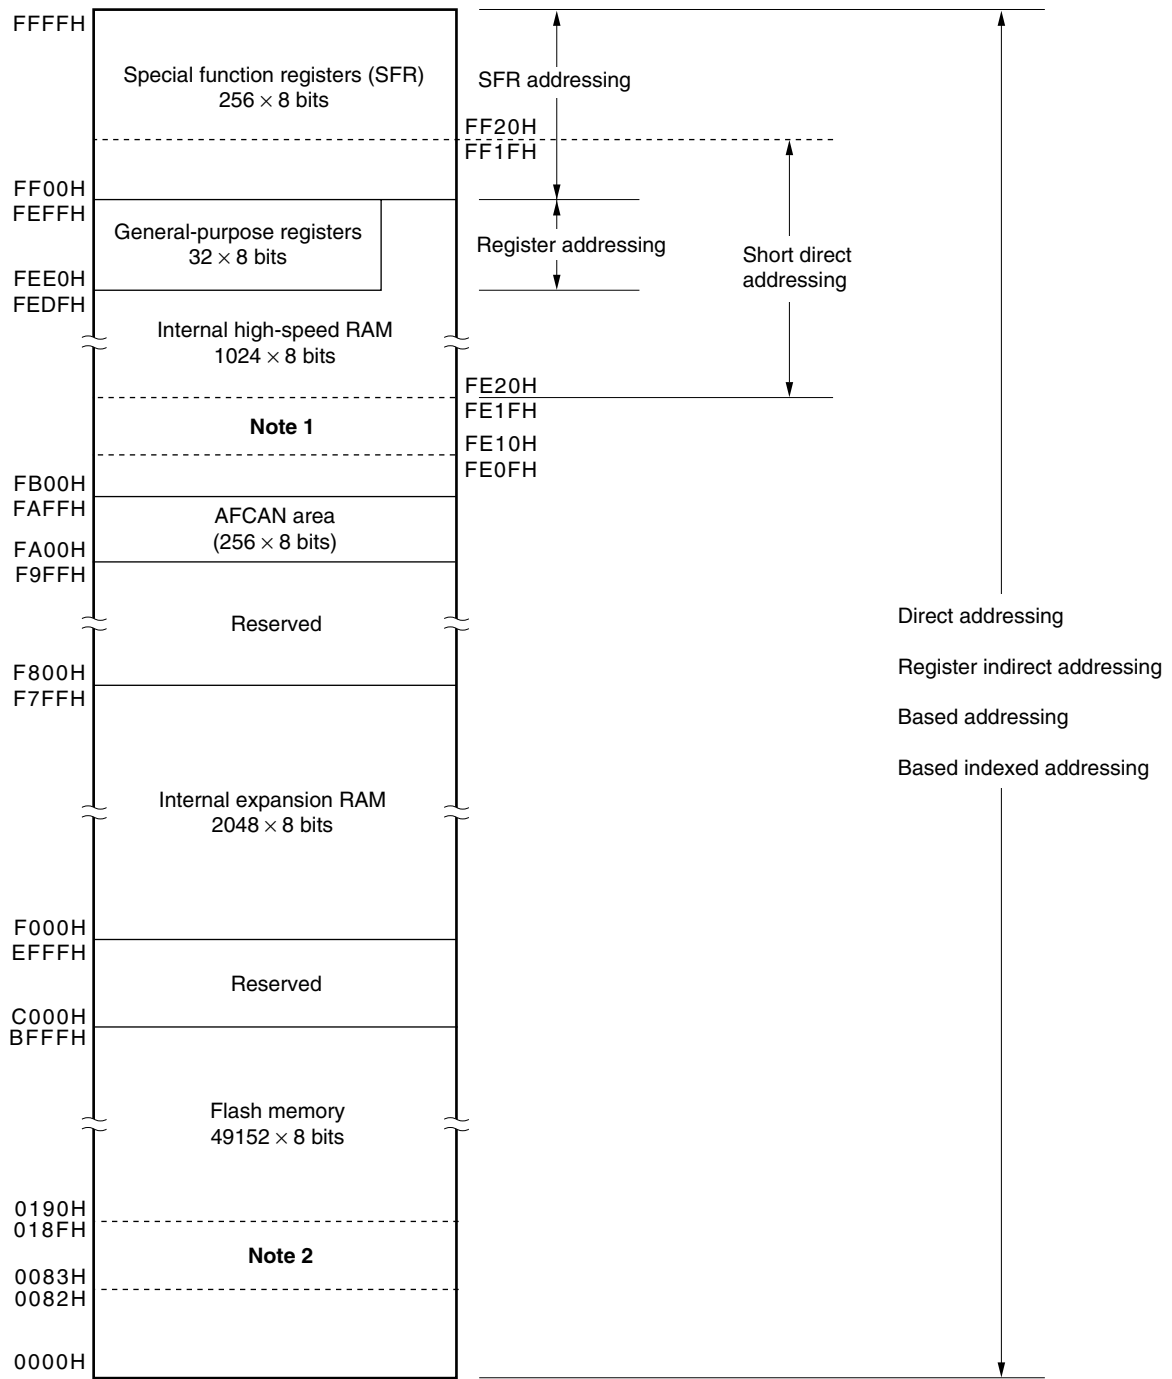 FFFFH
Special function registers (SFR)
256 × 8 bits
SFR addressing
FF20H
FF1FH
FF00H
FEFFH
General-purpose registers
32 × 8 bits
Register addressing
Short direct
addressing
FEE0H
FEDFH
Internal high-speed RAM
1024 × 8 bits
FE20H
FE1FH
Note 1
FE10H
FE0FH
FB00H
FAFFH
AFCAN area
(256 × 8 bits)
FA00H
F9FFH
Reserved
Direct addressing
Register indirect addressing
Based addressing
Based indexed addressing
F800H
F7FFH
Internal expansion RAM
2048 × 8 bits
F000H
EFFFH
Reserved
C000H
BFFFH
Flash memory
49152 × 8 bits
0190H
018FH
Note 2
0083H
0082H
0000H